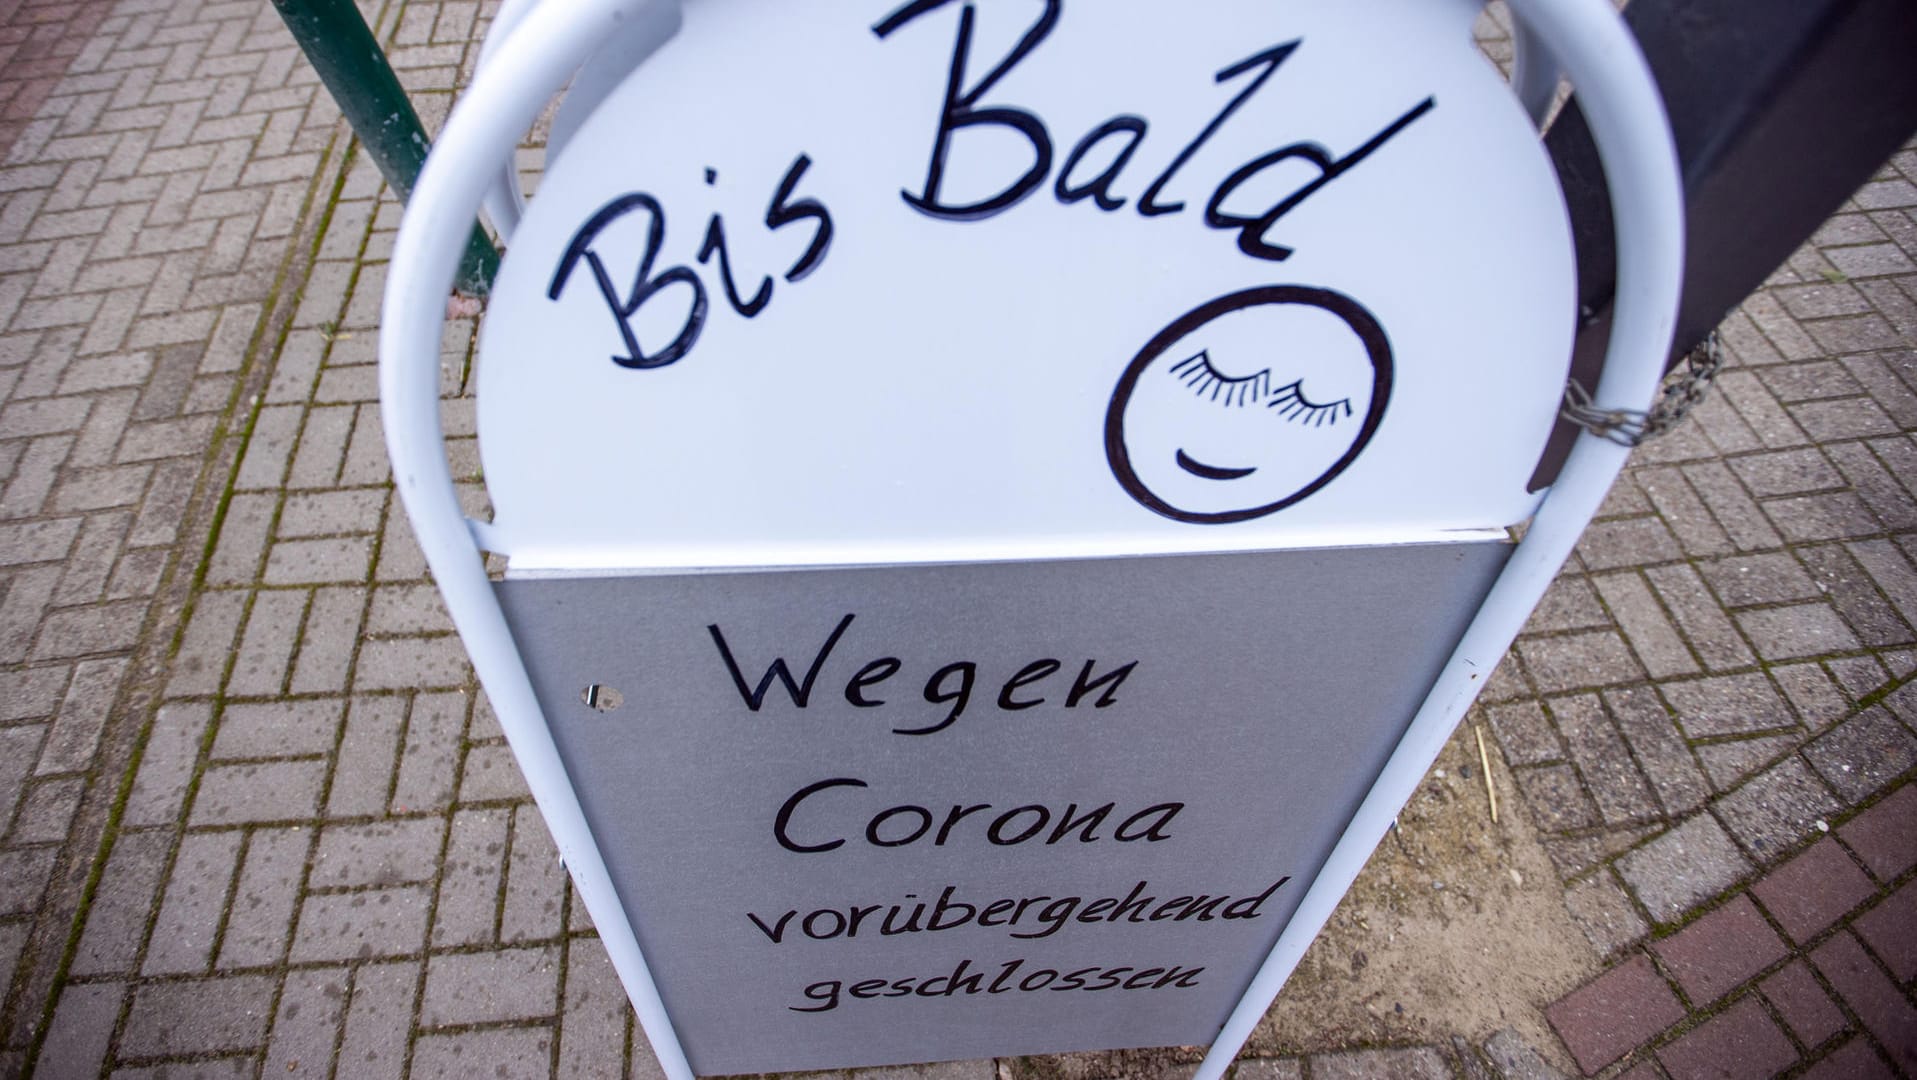 Bis Bald
Wegen
Corona
vorübergehend
geschlossen